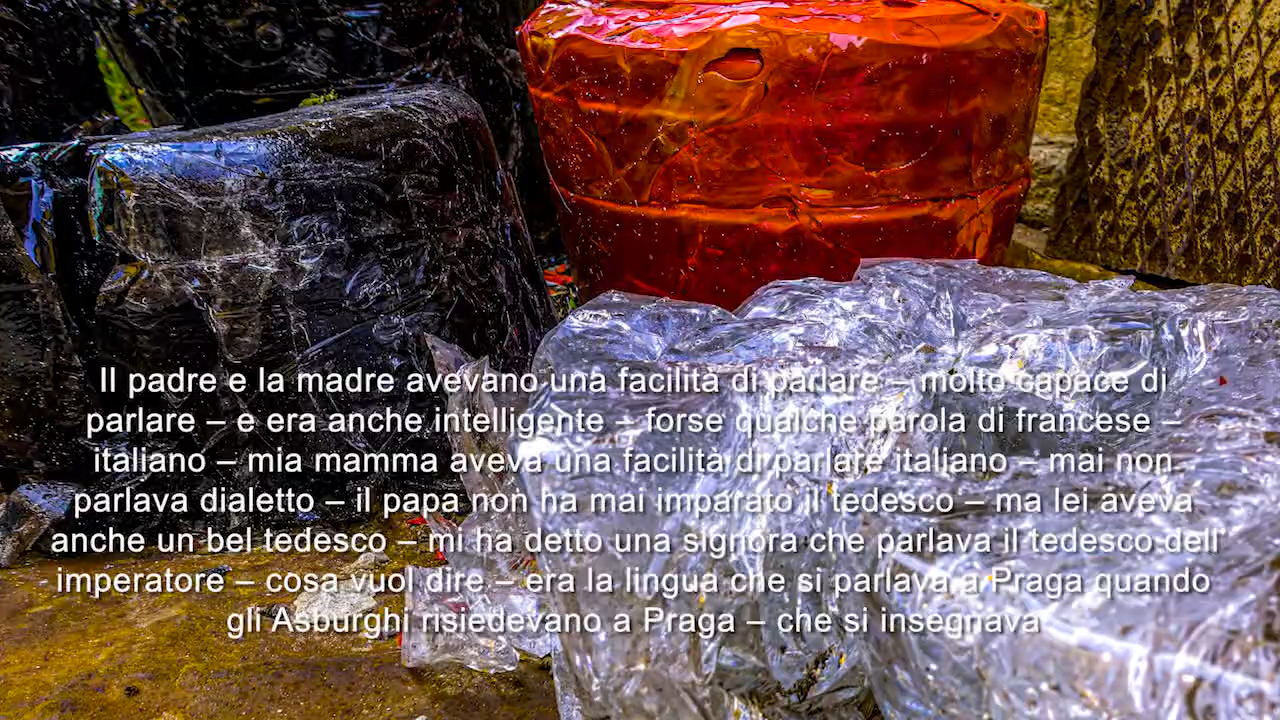 Il padre e la madre avevano una facilità di parlare – molto capace di
parlare – e era anche intelligente – forse qualche parola di francese –
italiano – mia mamma aveva una facilità di parlare italiano – mai non
parlava dialetto – il papa non ha mai imparato il tedesco – ma lei aveva
anche un bel tedesco – mi ha detto una signora che parlava il tedesco dell'
imperatore – cosa vuol dire – era la lingua che si parlava a Praga quando
gli Asburghi risiedevano a Praga – che si insegnava